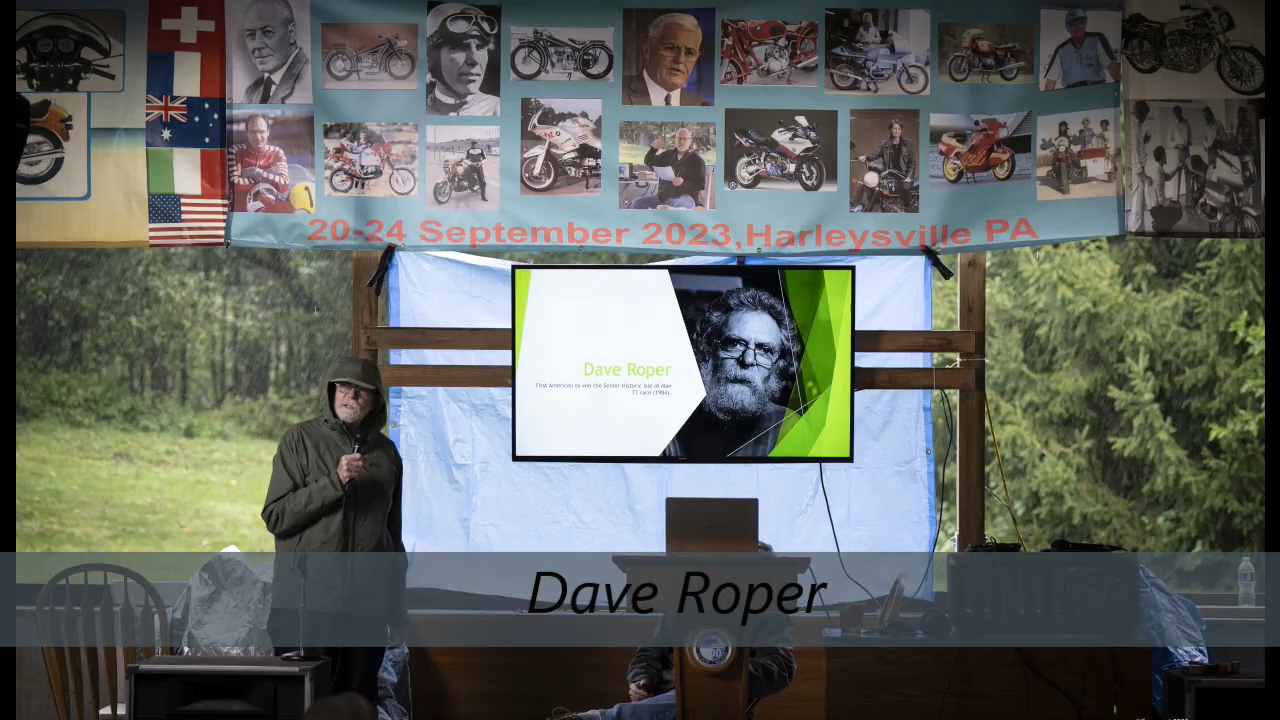 20-24 September 2023, Harleysville PA
Dave Roper
First American to win the Senior Historic Isle of Man
TT race (1984).
Dave Roper